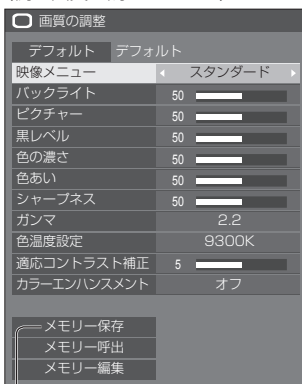 画質の調整
デフォルト デフォルト
映像メニュー スタンダード
バックライト 50
ピクチャー 50
黒レベル 50
色の濃さ 50
色あい 50
シャープネス 50
ガンマ 2.2
色温度設定 9300K
適応コントラスト補正 5
カラーエンハンスメント オフ
メモリー保存
メモリー呼出
メモリー編集